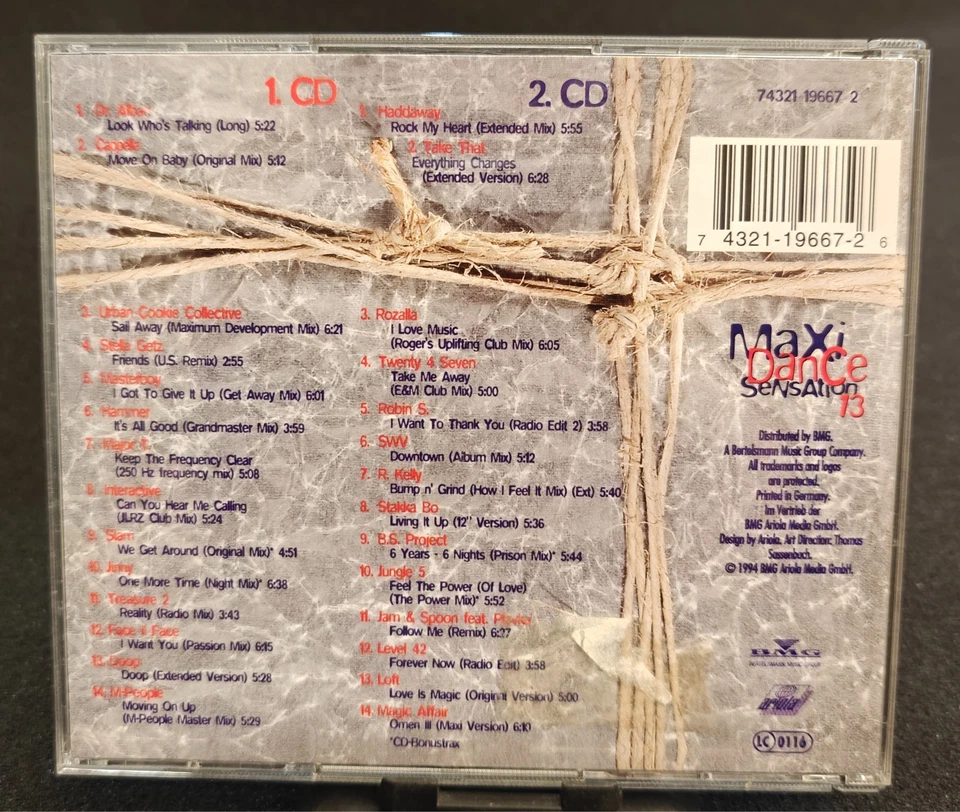 1. CD
1. Dr. Alban
Look Who's Talking (Long) 5:22
2. Cappella
Move On Baby (Original Mix) 5:12
3. Urban Cookie Collective
Sail Away (Maximum Development Mix) 6:21
4. Stella Getz
Friends (U.S. Remix) 2:55
5. Masterboy
I Got To Give It Up (Get Away Mix) 6:01
6. Hammer
It's All Good (Grandmaster Mix) 3:59
7. Major T.
Keep The Frequency Clear
(250 Hz frequency mix) 5:08
8. Interactive
Can You Hear Me Calling
(JLRZ Club Mix) 5:24
9. Slam
We Get Around (Original Mix)* 4:51
10. Jinny
One More Time (Night Mix)* 6:38
11. Treasure 2
Reality (Radio Mix) 3:43
12. Face II Face
I Want You (Passion Mix) 6:15
13. Doop
Doop (Extended Version) 5:28
14. M-People
Moving On Up
(M-People Master Mix) 5:29
2. CD
1. Haddaway
Rock My Heart (Extended Mix) 5:55
2. Take That
Everything Changes
(Extended Version) 6:28
3. Rozalla
I Love Music
(Roger's Uplifting Club Mix) 6:05
4. Twenty 4 Seven
Take Me Away
(E&M Club Mix) 5:00
5. Robin S.
I Want To Thank You (Radio Edit 2) 3:58
6. SWV
Downtown (Album Mix) 5:12
7. R. Kelly
Bump n' Grind (How I Feel It Mix) (Ext) 5:40
8. Stakka Bo
Living It Up (12'' Version) 5:36
9. B.G. Project
6 Years - 6 Nights (Prison Mix)* 5:44
10. Jungle 5
Feel The Power (Of Love)
(The Power Mix)* 5:52
11. Jam & Spoon feat. Plavka
Follow Me (Remix) 6:27
12. Level 42
Forever Now (Radio Edit) 3:58
13. Loft
Love Is Magic (Original Version) 5:00
14. Magic Affair
Omen III (Maxi Version) 6:10
*CD-Bonustrax
74321 19667 2
7 4321-19667-2 6
Maxi
Dance
Sensation
13
Distributed by BMG.
A Bertelsmann Music Group Company.
All trademarks and logos
are protected.
Printed in Germany.
Im Vertrieb der
BMG Ariola Media GmbH.
Design by Ariola. Art Direction: Thomas
Sassenbach.
© 1994 BMG Ariola Media GmbH.
BMG
BERTELSMANN MUSIC GROUP
ariola
LC 0116